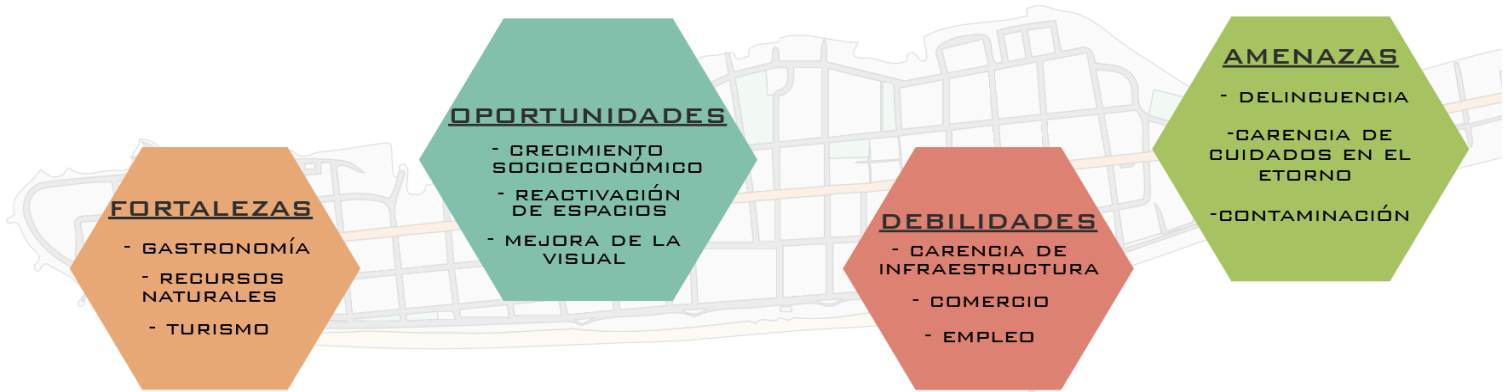 FORTALEZAS
- GASTRONOMÍA
- RECURSOS
NATURALES
- TURISMO
OPORTUNIDADES
- CRECIMIENTO
SOCIOECONÓMICO
- REACTIVACIÓN
DE ESPACIOS
- MEJORA DE LA
VISUAL
DEBILIDADES
- CARENCIA DE
INFRAESTRUCTURA
- COMERCIO
- EMPLEO
AMENAZAS
- DELINCUENCIA
-CARENCIA DE
CUIDADOS EN EL
ETORNO
-CONTAMINACIÓN